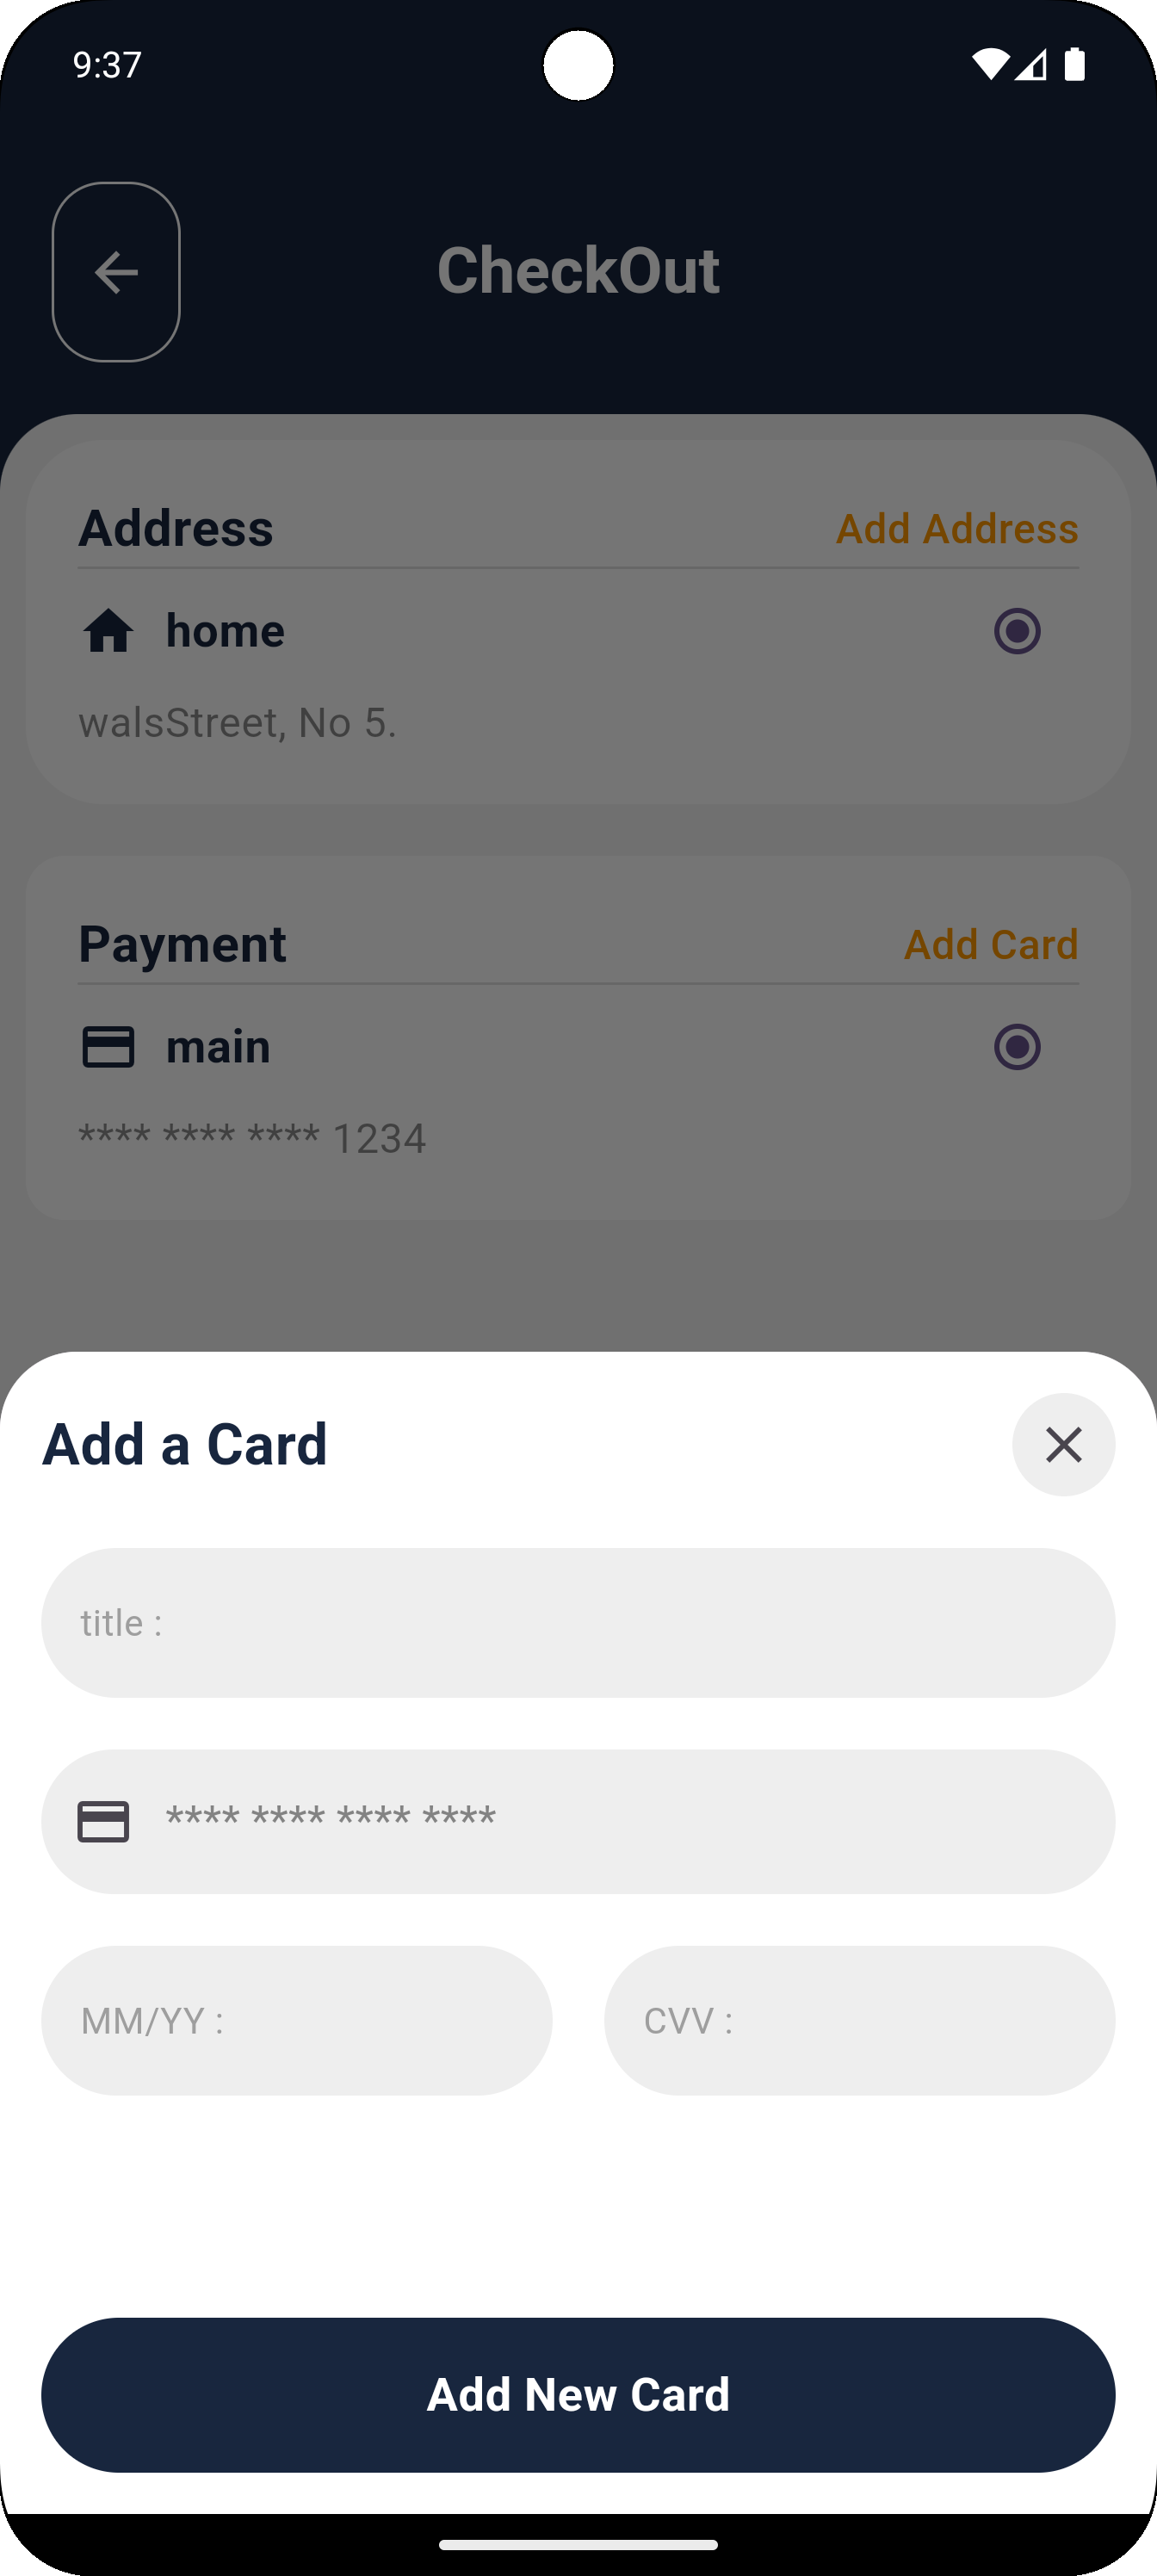 9:37
CheckOut
Address
Add Address
home
walsStreet, No 5.
Payment
Add Card
main
**** **** **** 1234
Add a Card
title :
**** **** **** ****
MM/YY :
CVV :
Add New Card